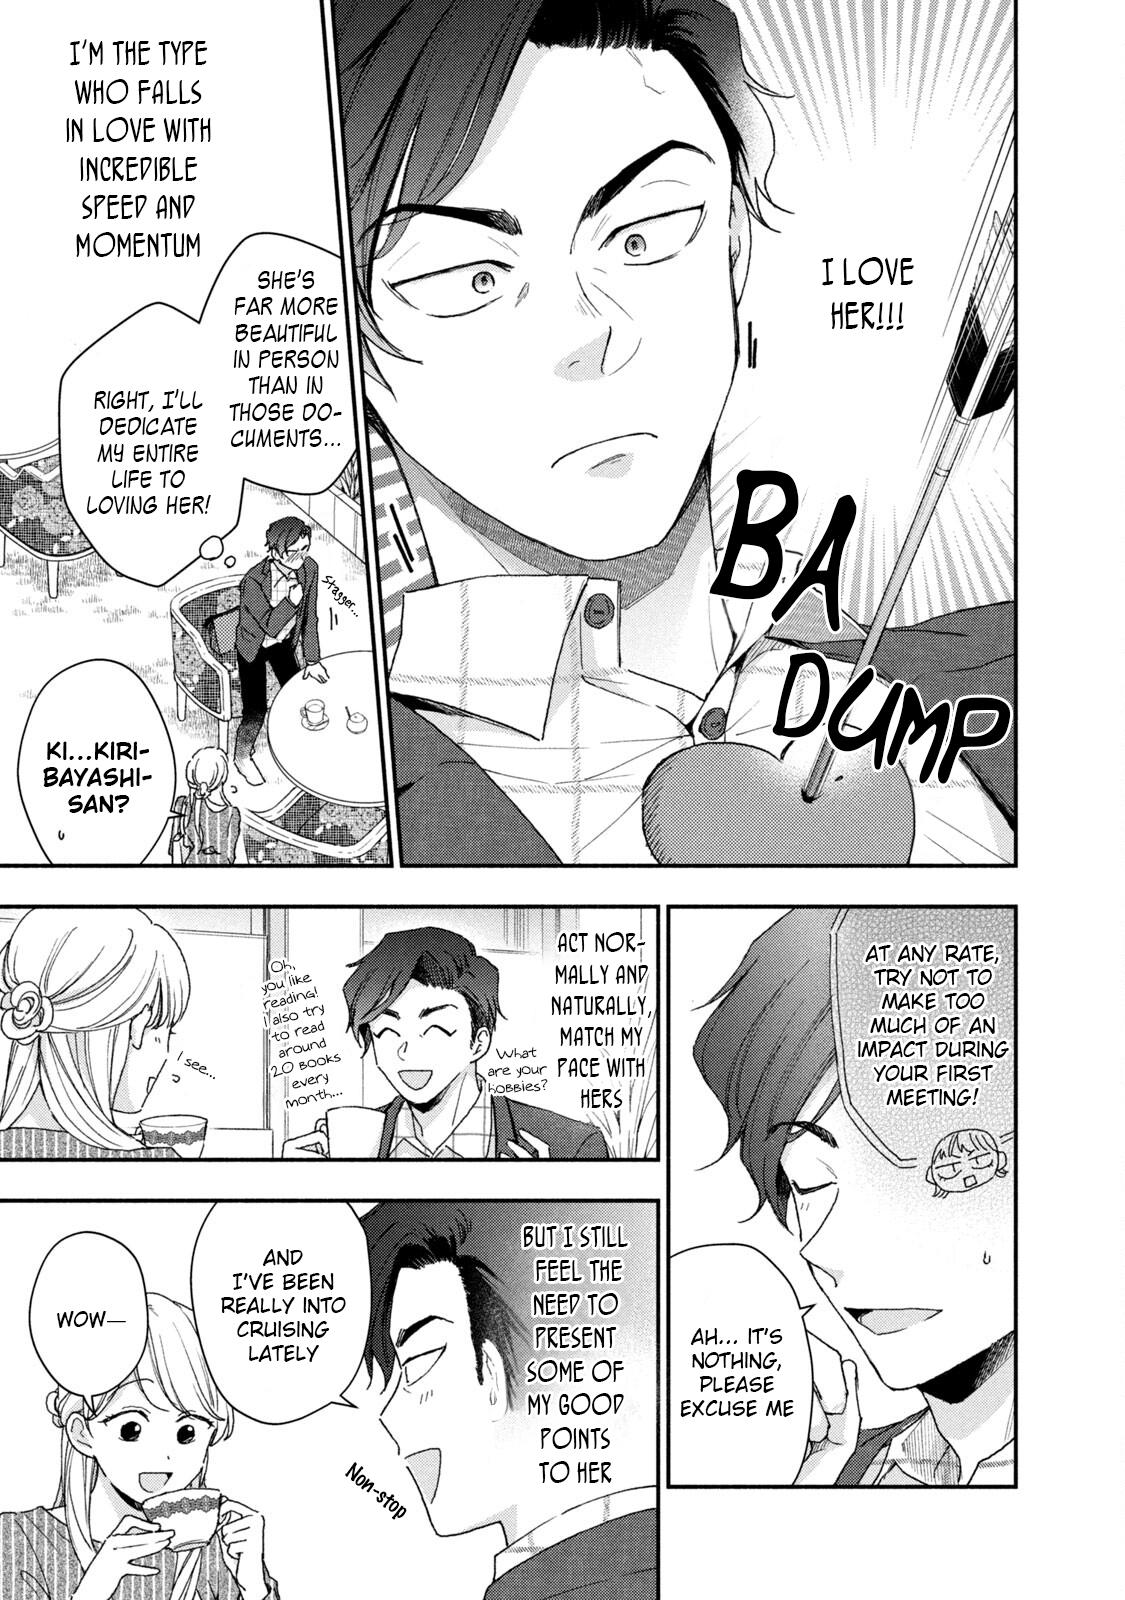 I LOVE
HER!!!
BA
DUMP
I'M THE TYPE
WHO FALLS
IN LOVE WITH
INCREDIBLE
SPEED AND
MOMENTUM
SHE'S
FAR MORE
BEAUTIFUL
IN PERSON
THAN IN
THOSE DO-
CUMENTS...
RIGHT, I'LL
DEDICATE
MY ENTIRE
LIFE TO
LOVING HER!
Stagger...
KI...KIRI-
BAYASHI-
SAN?
AT ANY RATE,
TRY NOT TO
MAKE TOO
MUCH OF AN
IMPACT DURING
YOUR FIRST
MEETING!
AH... IT'S
NOTHING,
PLEASE
EXCUSE ME
ACT NOR-
MALLY AND
NATURALLY,
MATCH MY
PACE WITH
HERS
What
are your
hobbies?
Oh,
you like
reading!
I also try
to read
around
20 books
every
month...
I see...
BUT I STILL
FEEL THE
NEED TO
PRESENT
SOME OF
MY GOOD
POINTS
TO HER
AND
I'VE BEEN
REALLY INTO
CRUISING
LATELY
Non-stop
WOW—